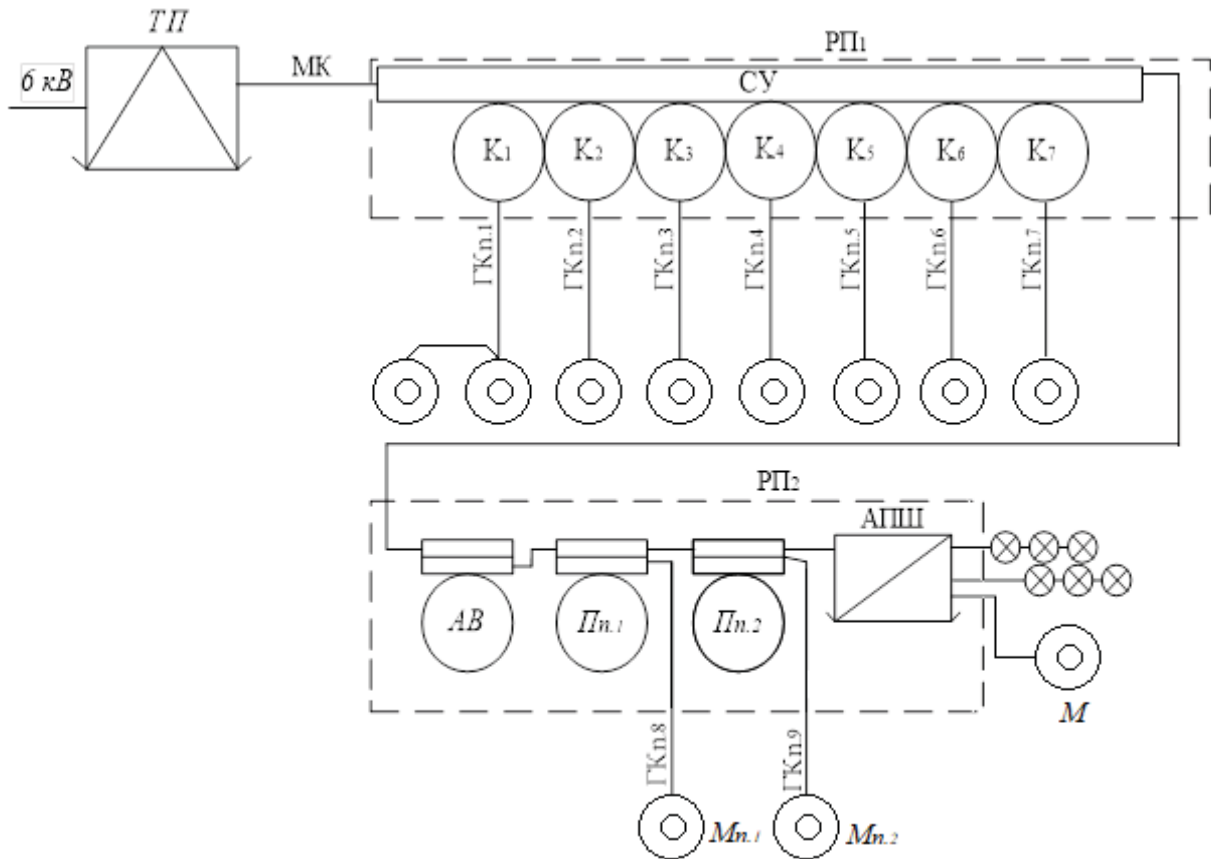 ТП
6 кВ
МК
РП1
СУ
К1 К2 К3 К4 К5 К6 К7
ГКп.1 ГКп.2 ГКп.3 ГКп.4 ГКп.5 ГКп.6 ГКп.7
РП2
АПШ
АВ Пп.1 Пп.2
М
ГКп.8 ГКп.9
Мп.1 Мп.2